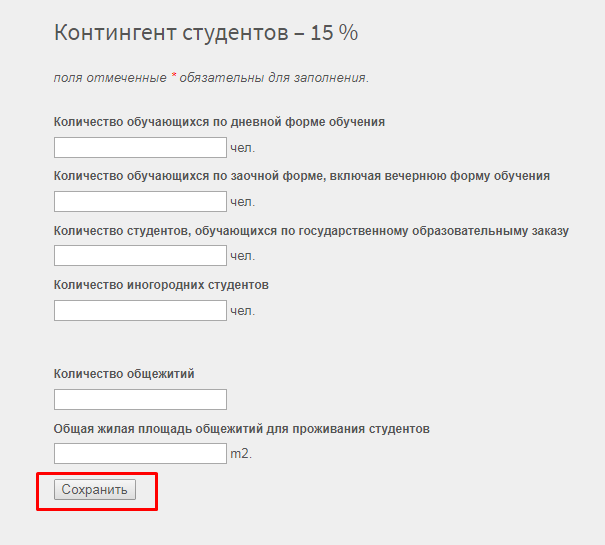 Контингент студентов – 15 %
поля отмеченные * обязательны для заполнения.
Количество обучающихся по дневной форме обучения
чел.
Количество обучающихся по заочной форме, включая вечернюю форму обучения
чел.
Количество студентов, обучающихся по государственному образовательныму заказу
чел.
Количество иногородних студентов
чел.
Количество общежитий
Общая жилая площадь общежитий для проживания студентов
m2.
Сохранить